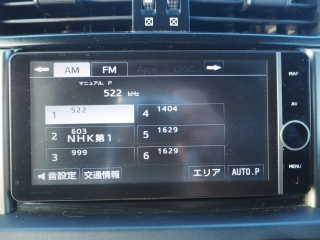 AM FM
マニュアル.P
522 kHz
1 522
4 1404
2 603 NHK第1
5 1629
3 999
6 1629
音設定 交通情報 エリア AUTO.P
MAP
AV
MENU